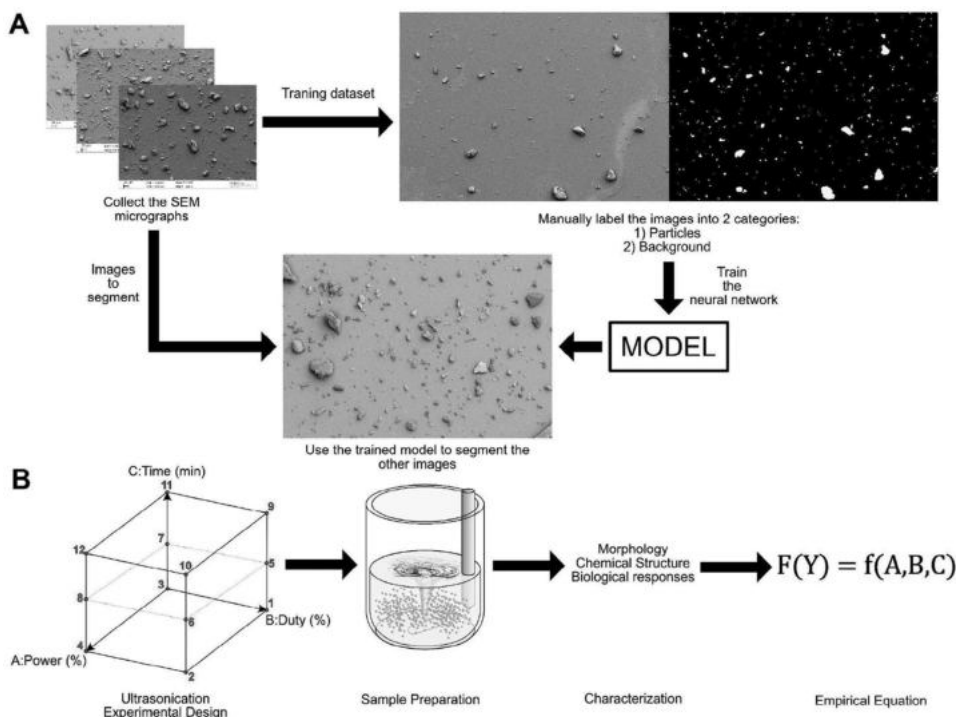 A
Traning dataset
Collect the SEM
micrographs
Manually label the images into 2 categories:
1) Particles
2) Background
Images
to
segment
Train
the
neural network
MODEL
Use the trained model to segment the
other images
B
C:Time (min)
11
9
7
12
10
5
3
8
1
6
B:Duty (%)
4
A:Power (%)
2
Morphology
Chemical Structure
Biological responses
F(Y) = f(A,B,C)
Ultrasonication
Experimental Design
Sample Preparation
Characterization
Empirical Equation